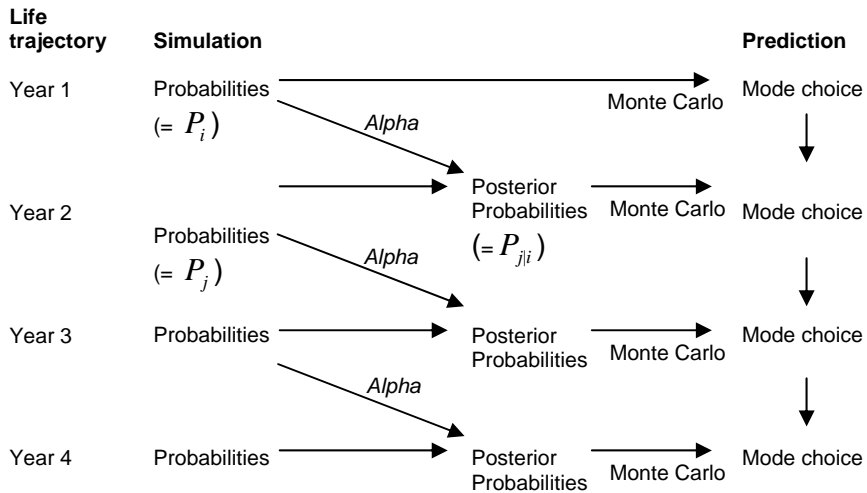 Life
trajectory Simulation Prediction
Year 1 Probabilities Mode choice
Monte Carlo
(= P_i) Alpha
Year 2 Posterior Mode choice
Probabilities Monte Carlo
Probabilities (= P_{j|i})
(= P_j) Alpha
Year 3 Probabilities Posterior Mode choice
Probabilities Monte Carlo
Alpha
Year 4 Probabilities Posterior Mode choice
Probabilities Monte Carlo